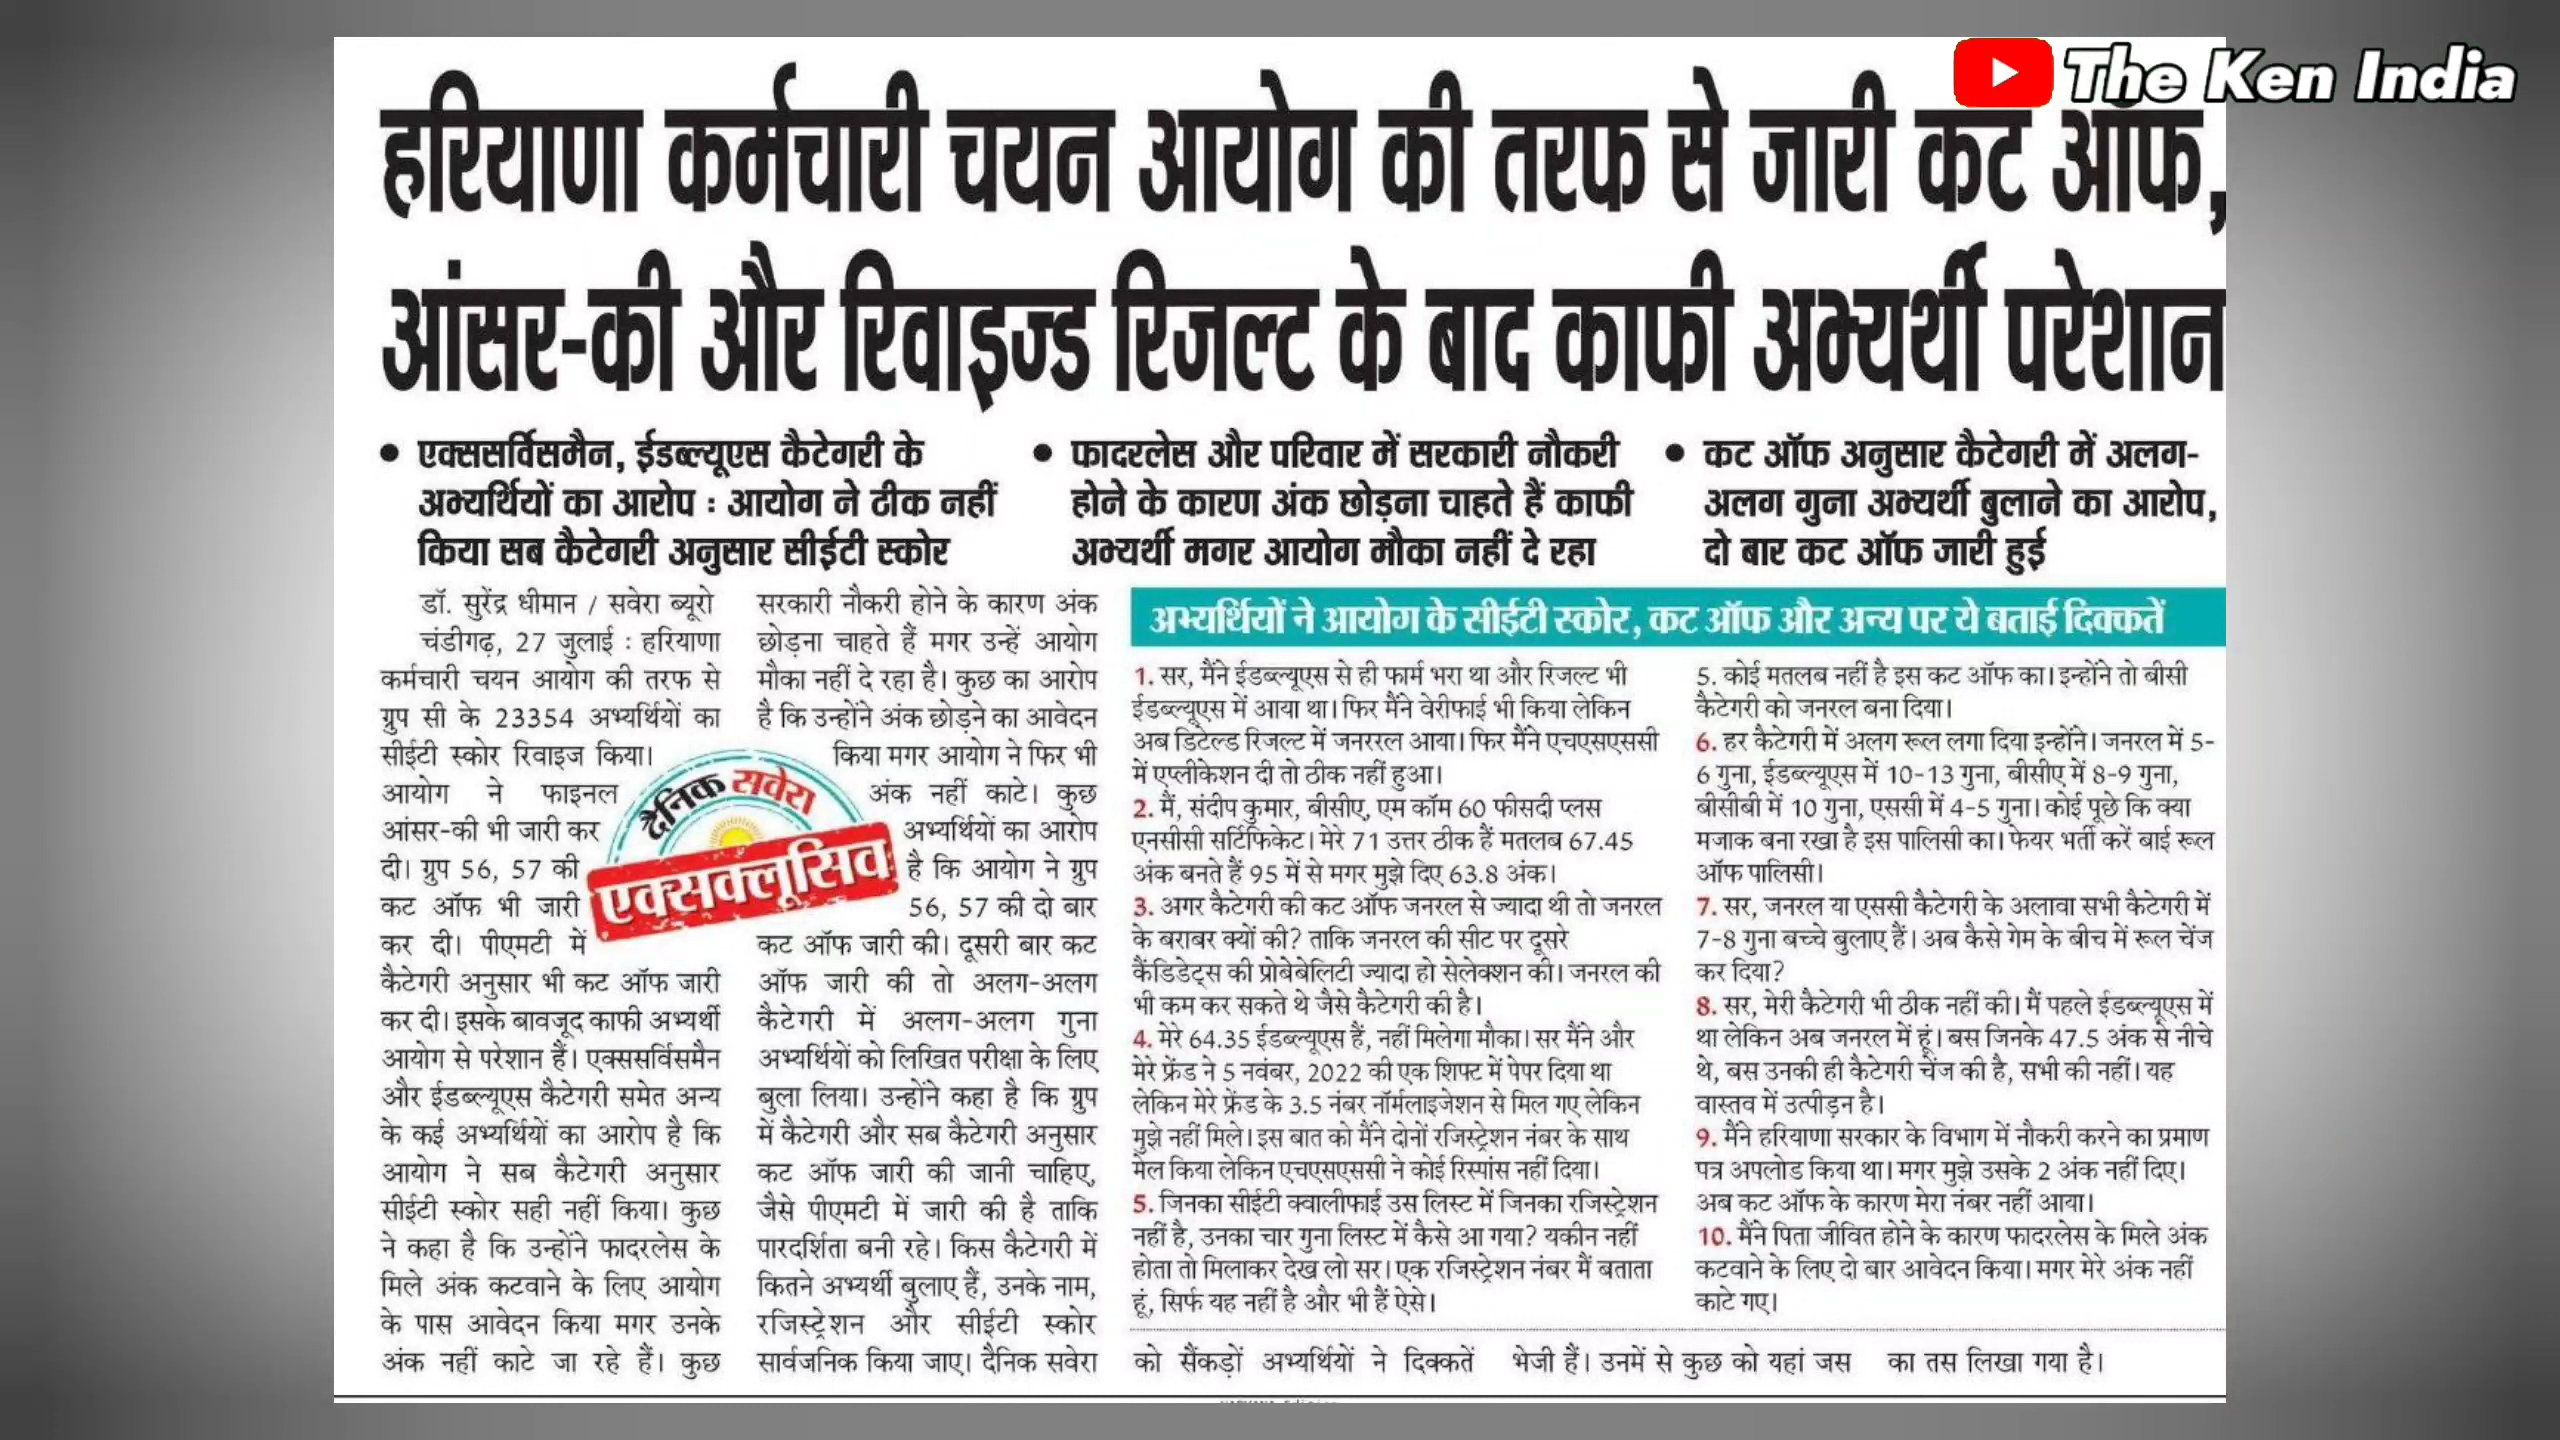 The Ken India
हरियाणा कर्मचारी चयन आयोग की तरफ से जारी कट ऑफ,
आंसर-की और रिवाइज्ड रिजल्ट के बाद काफी अभ्यर्थी परेशान
• एक्ससर्विसमैन, ईडब्ल्यूएस कैटेगरी के
अभ्यर्थियों का आरोप : आयोग ने ठीक नहीं
किया सब कैटेगरी अनुसार सीईटी स्कोर
• फादरलेस और परिवार में सरकारी नौकरी
होने के कारण अंक छोड़ना चाहते हैं काफी
अभ्यर्थी मगर आयोग मौका नहीं दे रहा
• कट ऑफ अनुसार कैटेगरी में अलग-
अलग गुना अभ्यर्थी बुलाने का आरोप,
दो बार कट ऑफ जारी हुई
डॉ. सुरेंद्र धीमान / सवेरा ब्यूरो
चंडीगढ़, 27 जुलाई : हरियाणा
कर्मचारी चयन आयोग की तरफ से
ग्रुप सी के 23354 अभ्यर्थियों का
सीईटी स्कोर रिवाइज किया।
आयोग ने फाइनल
आंसर-की भी जारी कर
दी। ग्रुप 56, 57 की
कट ऑफ भी जारी
कर दी। पीएमटी में
कैटेगरी अनुसार भी कट ऑफ जारी
कर दी। इसके बावजूद काफी अभ्यर्थी
आयोग से परेशान हैं। एक्ससर्विसमैन
और ईडब्ल्यूएस कैटेगरी समेत अन्य
के कई अभ्यर्थियों का आरोप है कि
आयोग ने सब कैटेगरी अनुसार
सीईटी स्कोर सही नहीं किया। कुछ
ने कहा है कि उन्होंने फादरलेस के
मिले अंक कटवाने के लिए आयोग
के पास आवेदन किया मगर उनके
अंक नहीं काटे जा रहे हैं। कुछ
दैनिक सवेरा
एक्सक्लूसिव
सरकारी नौकरी होने के कारण अंक
छोड़ना चाहते हैं मगर उन्हें आयोग
मौका नहीं दे रहा है। कुछ का आरोप
है कि उन्होंने अंक छोड़ने का आवेदन
किया मगर आयोग ने फिर भी
अंक नहीं काटे। कुछ
अभ्यर्थियों का आरोप
है कि आयोग ने ग्रुप
56, 57 की दो बार
कट ऑफ जारी की। दूसरी बार कट
ऑफ जारी की तो अलग-अलग
कैटेगरी में अलग-अलग गुना
अभ्यर्थियों को लिखित परीक्षा के लिए
बुला लिया। उन्होंने कहा है कि ग्रुप
में कैटेगरी और सब कैटेगरी अनुसार
कट ऑफ जारी की जानी चाहिए,
जैसे पीएमटी में जारी की है ताकि
पारदर्शिता बनी रहे। किस कैटेगरी में
कितने अभ्यर्थी बुलाए हैं, उनके नाम,
रजिस्ट्रेशन और सीईटी स्कोर
सार्वजनिक किया जाए। दैनिक सवेरा
अभ्यर्थियों ने आयोग के सीईटी स्कोर, कट ऑफ और अन्य पर ये बताई दिक्कतें
1. सर, मैंने ईडब्ल्यूएस से ही फार्म भरा था और रिजल्ट भी
ईडब्ल्यूएस में आया था। फिर मैंने वेरीफाई भी किया लेकिन
अब डिटेल्ड रिजल्ट में जनररल आया। फिर मैंने एचएसएससी
में एप्लीकेशन दी तो ठीक नहीं हुआ।
2. मैं, संदीप कुमार, बीसीए, एम कॉम 60 फीसदी प्लस
एनसीसी सर्टिफिकेट। मेरे 71 उत्तर ठीक हैं मतलब 67.45
अंक बनते हैं 95 में से मगर मुझे दिए 63.8 अंक।
3. अगर कैटेगरी की कट ऑफ जनरल से ज्यादा थी तो जनरल
के बराबर क्यों की? ताकि जनरल की सीट पर दूसरे
कैंडिडेट्स की प्रोबेबेलिटी ज्यादा हो सेलेक्शन की। जनरल की
भी कम कर सकते थे जैसे कैटेगरी की है।
4. मेरे 64.35 ईडब्ल्यूएस हैं, नहीं मिलेगा मौका। सर मैंने और
मेरे फ्रेंड ने 5 नवंबर, 2022 की एक शिफ्ट में पेपर दिया था
लेकिन मेरे फ्रेंड के 3.5 नंबर नॉर्मलाइजेशन से मिल गए लेकिन
मुझे नहीं मिले। इस बात को मैंने दोनों रजिस्ट्रेशन नंबर के साथ
मेल किया लेकिन एचएसएससी ने कोई रिस्पांस नहीं दिया।
5. जिनका सीईटी क्वालीफाई उस लिस्ट में जिनका रजिस्ट्रेशन
नहीं है, उनका चार गुना लिस्ट में कैसे आ गया? यकीन नहीं
होता तो मिलाकर देख लो सर। एक रजिस्ट्रेशन नंबर मैं बताता
हूं, सिर्फ यह नहीं है और भी हैं ऐसे।
5. कोई मतलब नहीं है इस कट ऑफ का। इन्होंने तो बीसी
कैटेगरी को जनरल बना दिया।
6. हर कैटेगरी में अलग रूल लगा दिया इन्होंने। जनरल में 5-
6 गुना, ईडब्ल्यूएस में 10-13 गुना, बीसीए में 8-9 गुना,
बीसीबी में 10 गुना, एससी में 4-5 गुना। कोई पूछे कि क्या
मजाक बना रखा है इस पालिसी का। फेयर भर्ती करें बाई रूल
ऑफ पालिसी।
7. सर, जनरल या एससी कैटेगरी के अलावा सभी कैटेगरी में
7-8 गुना बच्चे बुलाए हैं। अब कैसे गेम के बीच में रूल चेंज
कर दिया?
8. सर, मेरी कैटेगरी भी ठीक नहीं की। मैं पहले ईडब्ल्यूएस में
था लेकिन अब जनरल में हूं। बस जिनके 47.5 अंक से नीचे
थे, बस उनकी ही कैटेगरी चेंज की है, सभी की नहीं। यह
वास्तव में उत्पीड़न है।
9. मैंने हरियाणा सरकार के विभाग में नौकरी करने का प्रमाण
पत्र अपलोड किया था। मगर मुझे उसके 2 अंक नहीं दिए।
अब कट ऑफ के कारण मेरा नंबर नहीं आया।
10. मैंने पिता जीवित होने के कारण फादरलेस के मिले अंक
कटवाने के लिए दो बार आवेदन किया। मगर मेरे अंक नहीं
काटे गए।
को सैंकड़ों अभ्यर्थियों ने दिक्कतें भेजी हैं। उनमें से कुछ को यहां जस का तस लिखा गया है।